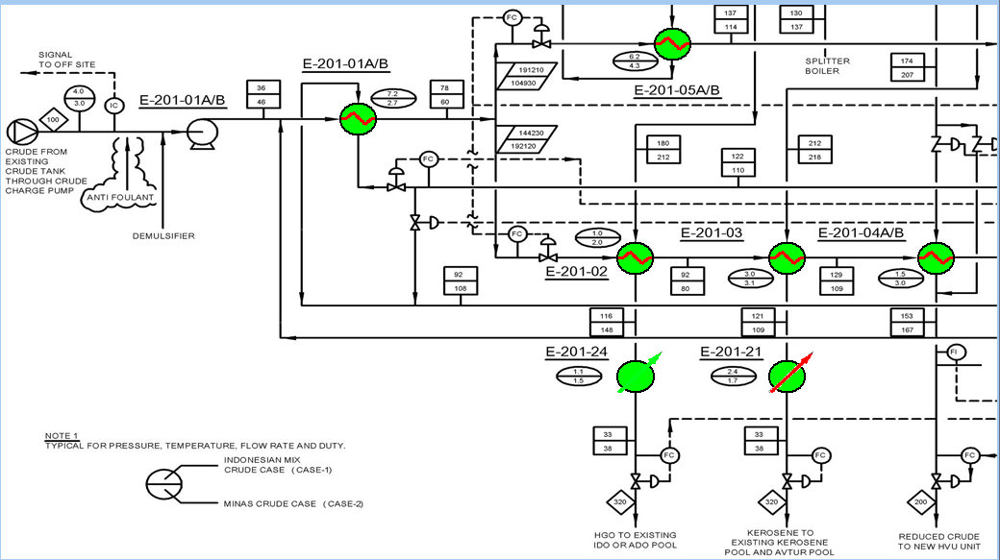 SIGNAL
TO OFF SITE
4.0
3.0
100
IC
E-201-01A/B
CRUDE FROM
EXISTING
CRUDE TANK
THROUGH CRUDE
CHARGE PUMP
ANTI FOULANT
DEMULSIFIER
36
46
E-201-01A/B
7.2
2.7
78
60
FC
191210
104930
144230
192120
FC
6.2
4.3
E-201-05A/B
137
114
130
137
SPLITTER
BOILER
174
207
180
212
122
110
212
218
FC
1.0
2.0
E-201-02
E-201-03
E-201-04A/B
92
80
3.0
3.1
129
109
1.5
3.0
92
108
116
148
121
109
153
167
E-201-24
1.1
1.5
E-201-21
2.4
1.7
FI
33
38
FC
33
38
FC
FC
320
320
200
HGO TO EXISTING
IDO OR ADO POOL
KEROSENE TO
EXISTING KEROSENE
POOL AND AVTUR POOL
REDUCED CRUDE
TO NEW HVU UNIT
NOTE 1
TYPICAL FOR PRESSURE, TEMPERATURE, FLOW RATE AND DUTY.
INDONESIAN MIX
CRUDE CASE (CASE-1)
MINAS CRUDE CASE (CASE-2)